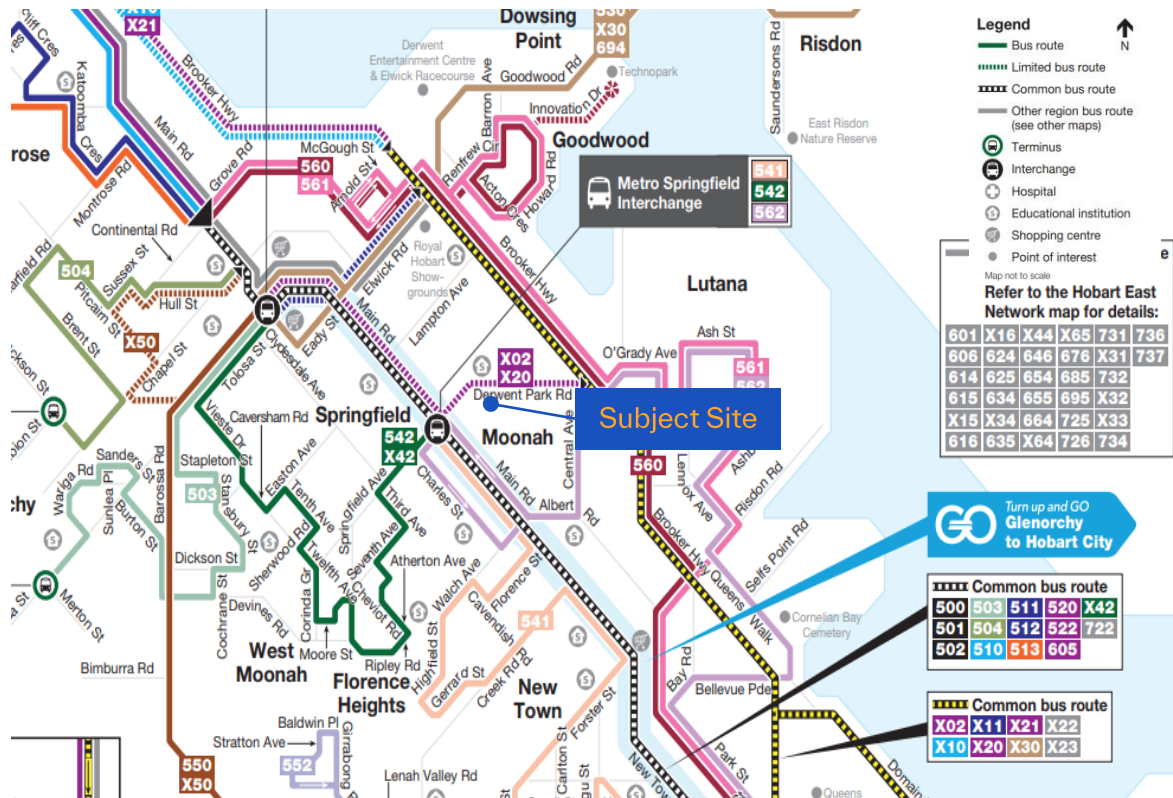 X10
X21
Cliff Cres
Katoomba
Cres
Main Rd
Brooker Hwy
Derwent
Entertainment Centre
& Elwick Racecourse
Dowsing
Point
530
X30
694
Goodwood Rd
Technopark
Innovation Dr
Saundersons Rd
Risdon
East Risdon
Nature Reserve
Legend
N
Bus route
Limited bus route
Common bus route
Other region bus route
(see other maps)
Terminus
Interchange
Hospital
Educational institution
Shopping centre
Point of interest
Map not to scale
Refer to the Hobart East
Network map for details:
601 X16 X44 X65 731 736
606 624 646 676 X31 737
614 625 654 685 732
615 634 655 695 X32
X15 X34 664 725 X33
616 635 X64 726 734
e
rose
Montrose Rd
Grove Rd
560
561
McGough St
Arnold St
Renfrew
Cir
Barron
Ave
Acton Cres
Howard Rd
Goodwood
Metro Springfield
Interchange
541
542
562
Continental Rd
504
Sussex St
Pitcairn St
Hull St
X50
Chapel St
Brent St
Royal
Hobart
Show-
grounds
Elwick Rd
Main Rd
Lampton Ave
Brooker Hwy
Lutana
Ash St
O'Grady Ave
561
562
Eady St
Clydesdale Ave
Tolosa St
X02
X20
Derwent Park Rd
Subject Site
Springfield
Moonah
Central Ave
Main Rd
Albert
Rd
542
X42
Charles St
Vieste Dr
Caversham Rd
Stapleton St
Stansbury St
503
Easton Ave
Tenth Ave
Springfield Ave
Third Ave
Seventh Ave
Sherwood Rd
Twelfth Ave
Corinda Gr
Cheviot Rd
Atherton Ave
Moore St
Ripley Rd
Sanders St
Wariga Rd
Sunlea Pl
Burton St
Barossa Rd
Dickson St
Cochrane St
Devines Rd
Bimburra Rd
Merton St
chy
West
Moonah
Florence
Heights
Walch Ave
Cavendish
Florence St
541
Highfield St
Gerrard St
Creek Rd
New
Town
Forster St
Carlton St
560
Lennox Ave
Risdon Rd
Brooker Hwy
Queens
Walk
Selfs Point Rd
Cornelian Bay
Cemetery
Bay Rd
Bellevue Pde
Park St
Queens
Turn up and GO
GO
Glenorchy
to Hobart City
Common bus route
500 503 511 520 X42
501 504 512 522 722
502 510 513 605
Common bus route
X02 X11 X21 X22
X10 X20 X30 X23
Baldwin Pl
Stratton Ave
552
Girrabong
550
X50
Lenah Valley Rd